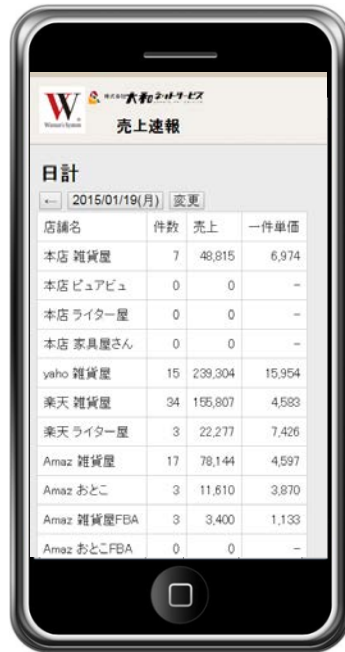 W
Woman's System
株式会社 大和ネットサービス
売上速報
日計
← 2015/01/19(月) 変更
店舗名 件数 売上 一件単価
本店 雑貨屋 7 48,815 6,974
本店 ピュアピュ 0 0 -
本店 ライター屋 0 0 -
本店 家具屋さん 0 0 -
yaho 雑貨屋 15 239,304 15,954
楽天 雑貨屋 34 155,807 4,583
楽天 ライター屋 3 22,277 7,426
Amaz 雑貨屋 17 78,144 4,597
Amaz おとこ 3 11,610 3,870
Amaz 雑貨屋FBA 3 3,400 1,133
Amaz おとこFBA 0 0 -